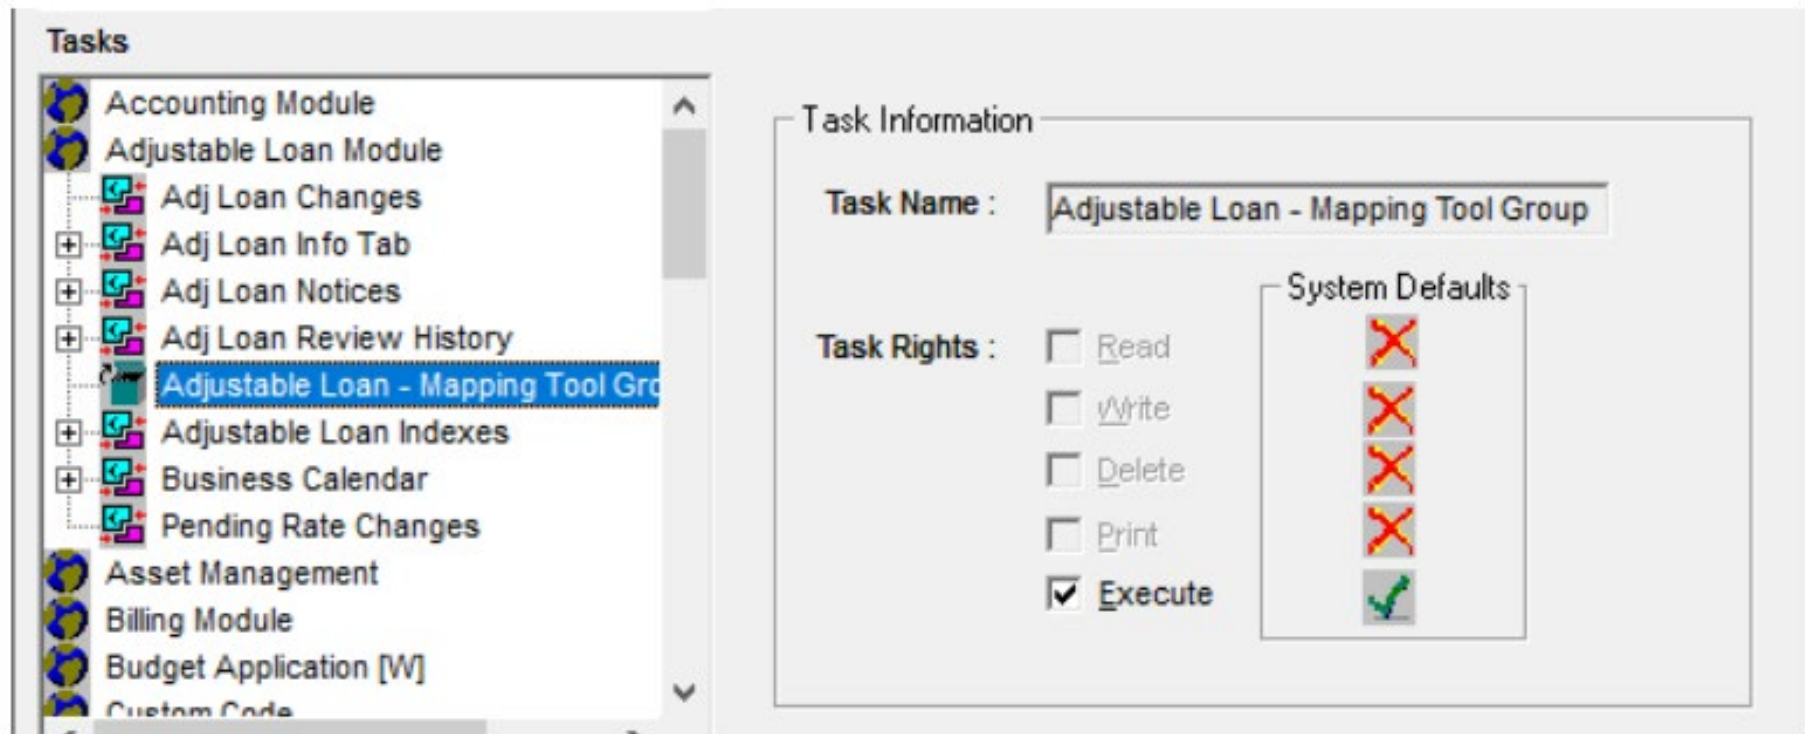 Tasks
Accounting Module
Adjustable Loan Module
Adj Loan Changes
Adj Loan Info Tab
Adj Loan Notices
Adj Loan Review History
Adjustable Loan - Mapping Tool Gro
Adjustable Loan Indexes
Business Calendar
Pending Rate Changes
Asset Management
Billing Module
Budget Application [W]
Custom Code
Task Information
Task Name : Adjustable Loan - Mapping Tool Group
System Defaults
Task Rights : Read
Write
Delete
Print
Execute